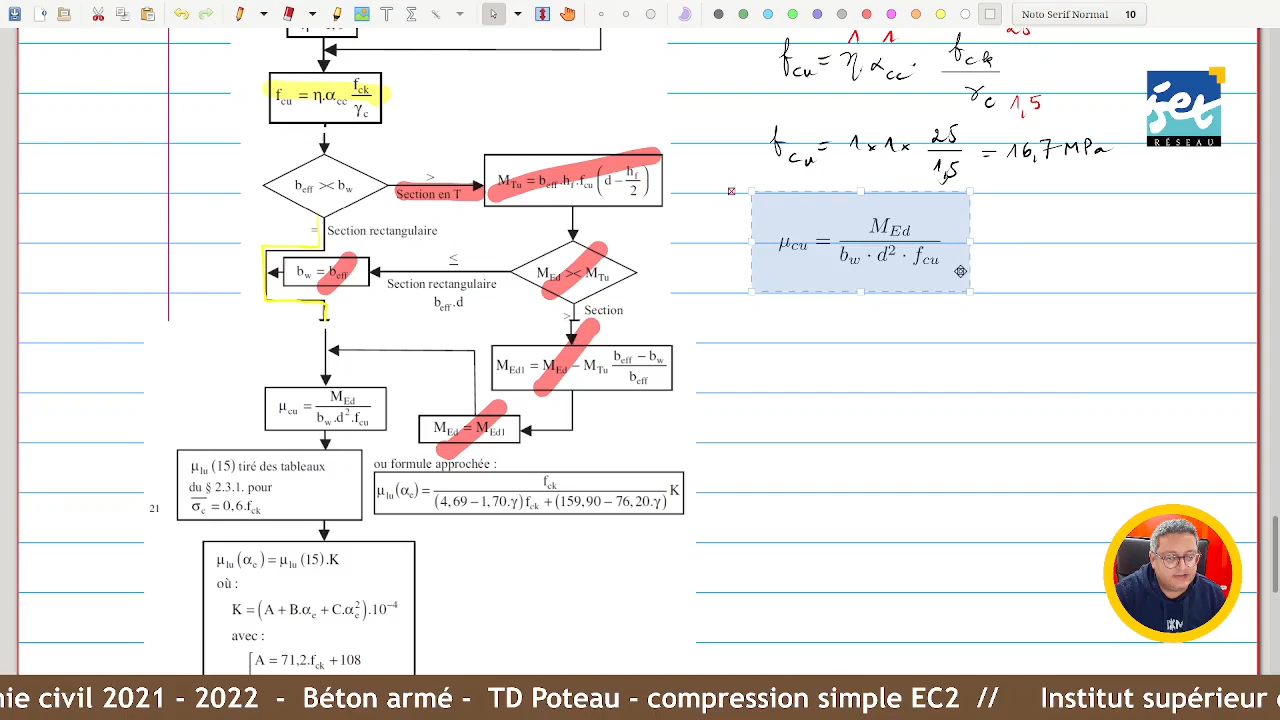 Noto Serif Normal 10
f_cu = η.α_cc f_ck / γ_c
b_eff >< b_w
>
Section en T
M_Tu = b_eff.h_f.f_cu (d − h_f / 2)
= Section rectangulaire
b_w = b_eff
≤
Section rectangulaire
b_eff.d
M_Ed >< M_Tu
> Section
M_Ed1 = M_Ed − M_Tu (b_eff − b_w) / b_eff
M_Ed = M_Ed1
μ_cu = M_Ed / b_w.d².f_cu
μ_lu (15) tiré des tableaux
du § 2.3.1. pour
σ_c = 0,6.f_ck
21
ou formule approchée :
μ_lu (α_e) = f_ck / (4,69 − 1,70.γ) f_ck + (159,90 − 76,20.γ) K
μ_lu (α_e) = μ_lu (15).K
où :
K = (A + B.α_e + C.α_e²).10⁻⁴
avec :
A = 71,2.f_ck + 108
1 1 25
f_cu = η . α_cc . f_ck / γ_c
1,5
f_cu = 1 × 1 × 25 / 1,5 = 16,7 MPa
μ_cu = M_Ed / b_w · d² · f_cu
RÉSEAU
nie civil 2021 - 2022 - Béton armé - TD Poteau - compression simple EC2 // Institut supérieur